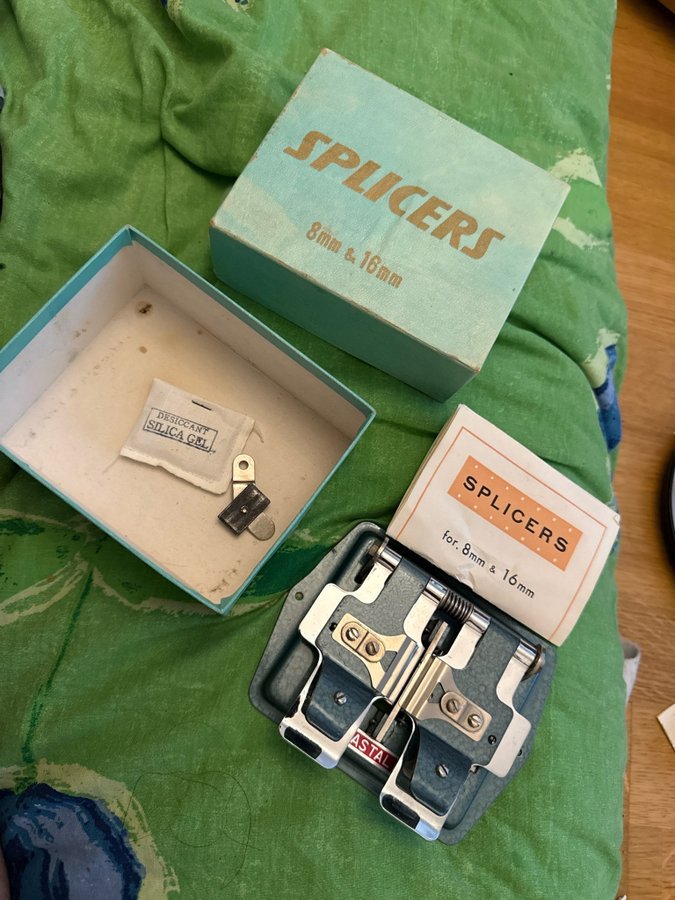 SPLICERS
8mm & 16mm
DESICCANT
SILICA GEL
SPLICERS
for. 8mm & 16mm
ASTAL